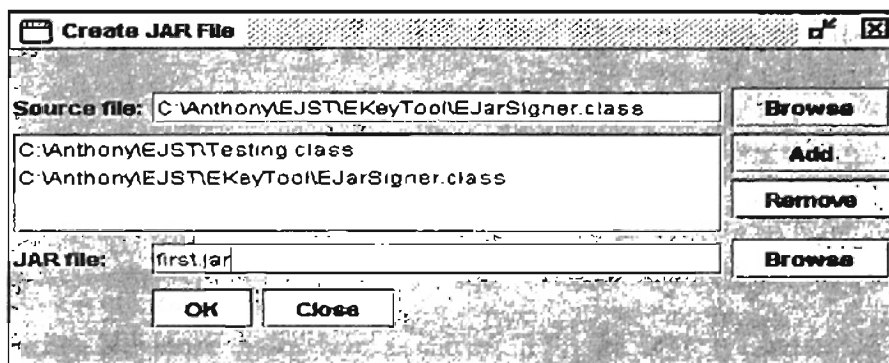 Create JAR File
Source file: C:\Anthony\EJST\EKeyTool\EJarSigner.class Browse
C:\Anthony\EJST\Testing.class Add
C:\Anthony\EJST\EKeyTool\EJarSigner.class
Remove
JAR file: first.jar Browse
OK Close